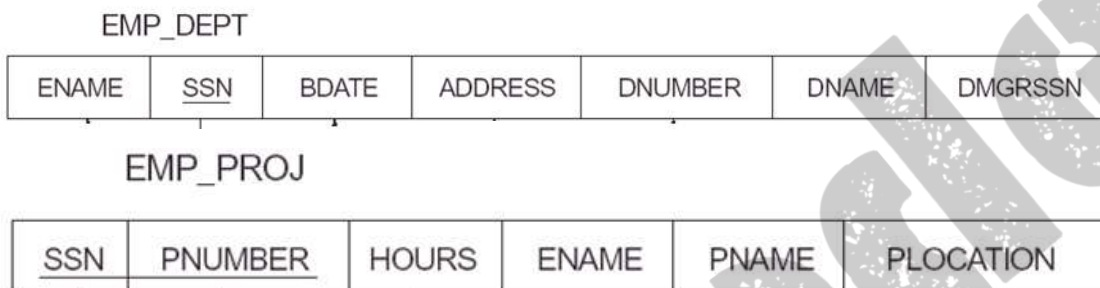 EMP_DEPT
ENAME SSN BDATE ADDRESS DNUMBER DNAME DMGRSSN
EMP_PROJ
SSN PNUMBER HOURS ENAME PNAME PLOCATION